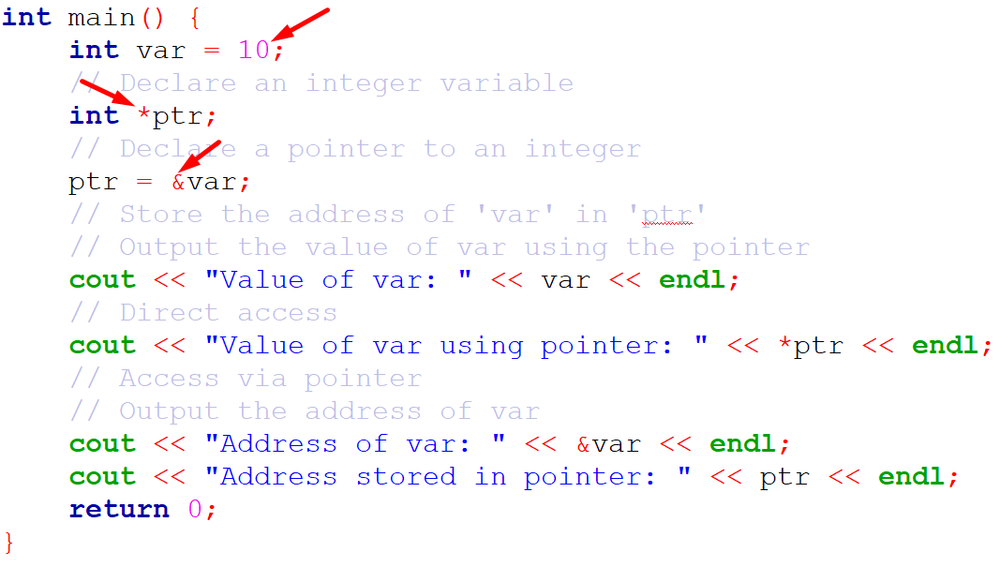 int main() {
int var = 10;
// Declare an integer variable
int *ptr;
// Declare a pointer to an integer
ptr = &var;
// Store the address of 'var' in 'ptr'
// Output the value of var using the pointer
cout << "Value of var: " << var << endl;
// Direct access
cout << "Value of var using pointer: " << *ptr << endl;
// Access via pointer
// Output the address of var
cout << "Address of var: " << &var << endl;
cout << "Address stored in pointer: " << ptr << endl;
return 0;
}